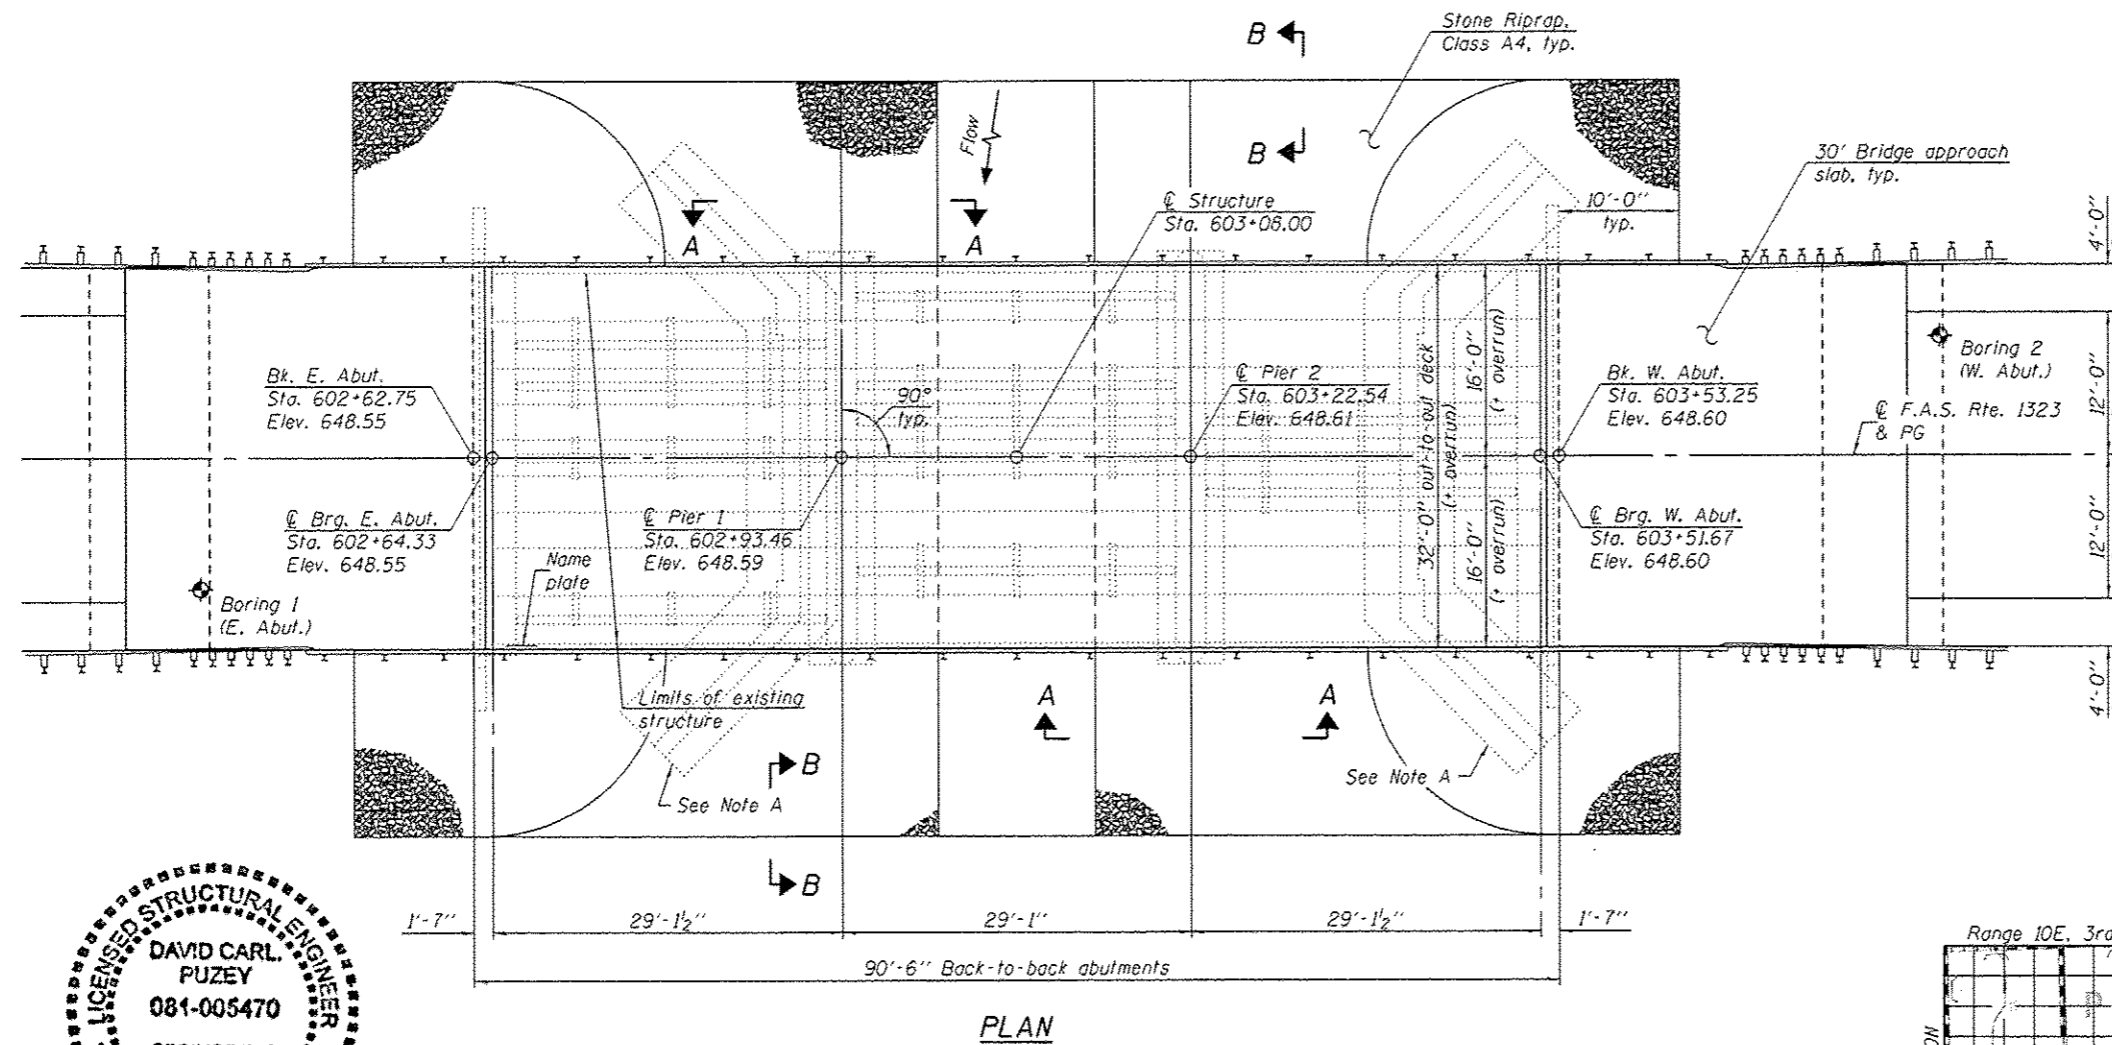 B
Stone Riprap,
Class A4, typ.
B
Flow
30' Bridge approach
slab, typ.
℄ Structure
Sta. 603+08.00
10'-0"
typ.
4'-0"
A
A
Bk. E. Abut.
Sta. 602+62.75
Elev. 648.55
90°
typ.
℄ Pier 2
Sta. 603+22.54
Elev. 648.61
32'-0" out-to-out deck
(+ overrun)
16'-0"
(+ overrun)
16'-0"
(+ overrun)
Bk. W. Abut.
Sta. 603+53.25
Elev. 648.60
Boring 2
(W. Abut.)
℄ F.A.S. Rte. 1323
& PG
12'-0"
12'-0"
℄ Brg. E. Abut.
Sta. 602+64.33
Elev. 648.55
℄ Pier 1
Sta. 602+93.46
Elev. 648.59
℄ Brg. W. Abut.
Sta. 603+51.67
Elev. 648.60
Name
plate
Boring 1
(E. Abut.)
Limits of existing
structure
A
A
4'-0"
B
See Note A
See Note A
B
1'-7"
29'-1½"
29'-1"
29'-1½"
1'-7"
90'-6" Back-to-back abutments
PLAN
LICENSED STRUCTURAL ENGINEER
DAVID CARL.
PUZEY
081-005470
Range 10E, 3rd